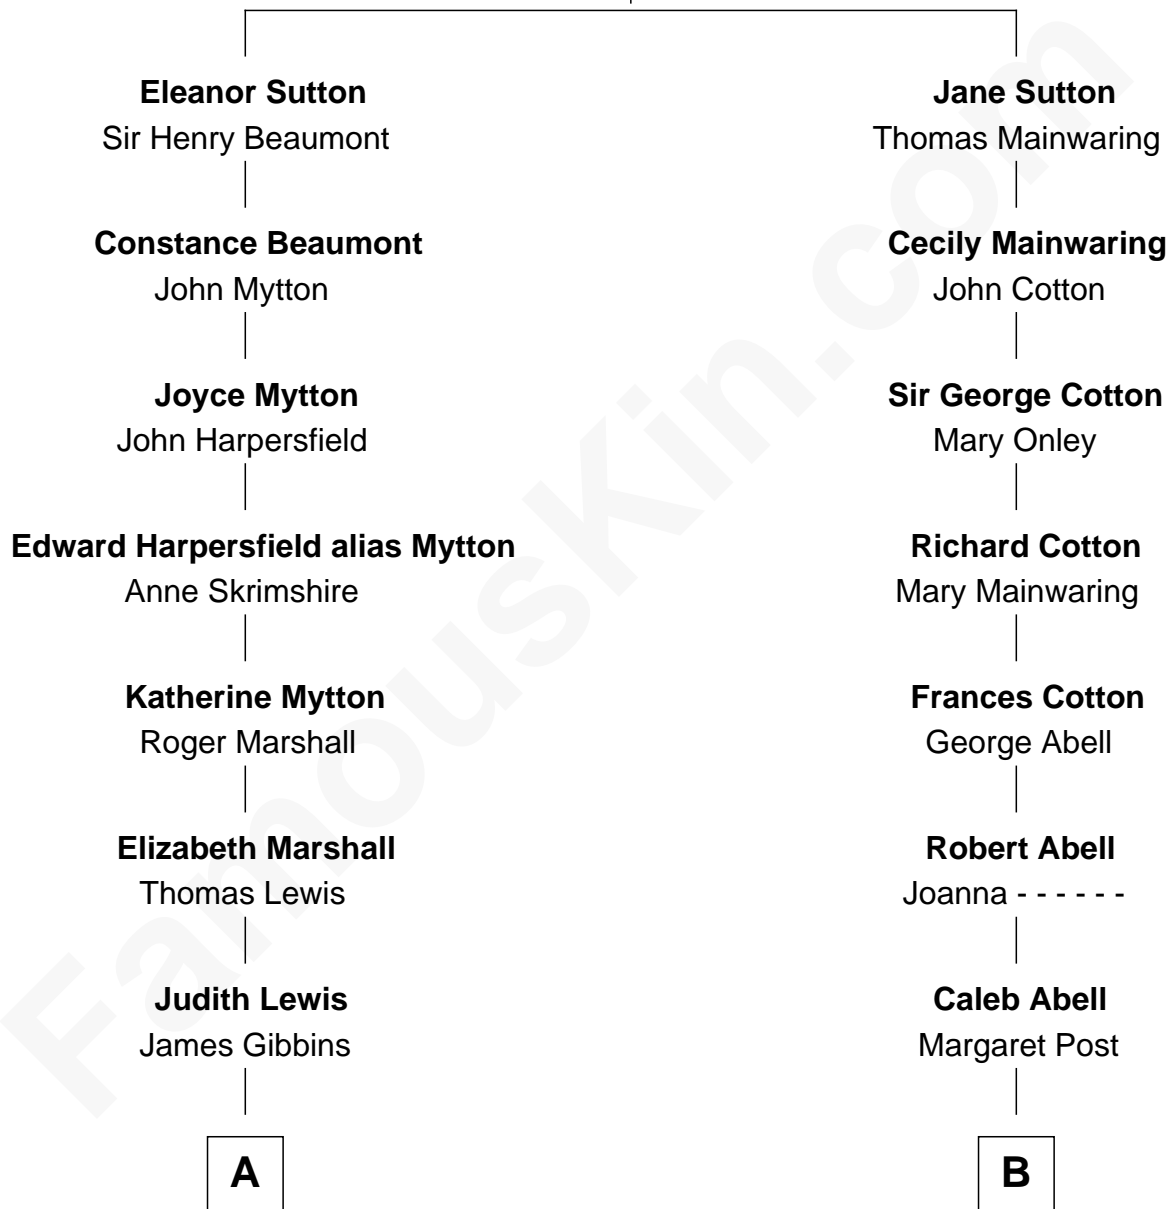 Eleanor Sutton
Sir Henry Beaumont
Constance Beaumont
John Mytton
Joyce Mytton
John Harpersfield
Edward Harpersfield alias Mytton
Anne Skrimshire
Katherine Mytton
Roger Marshall
Elizabeth Marshall
Thomas Lewis
Judith Lewis
James Gibbins
A
Jane Sutton
Thomas Mainwaring
Cecily Mainwaring
John Cotton
Sir George Cotton
Mary Onley
Richard Cotton
Mary Mainwaring
Frances Cotton
George Abell
Robert Abell
Joanna - - - - - -
Caleb Abell
Margaret Post
B
FamousKin.com